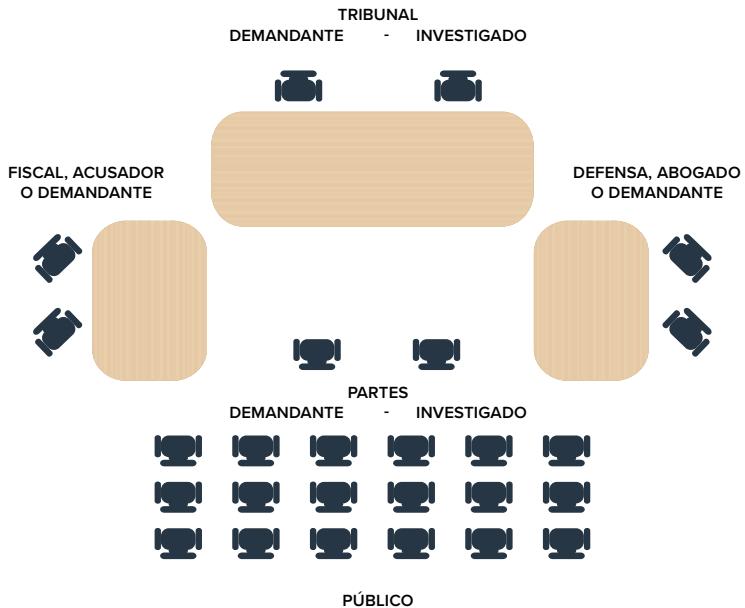 TRIBUNAL
DEMANDANTE - INVESTIGADO
FISCAL, ACUSADOR
O DEMANDANTE
DEFENSA, ABOGADO
O DEMANDANTE
PARTES
DEMANDANTE - INVESTIGADO
PÚBLICO